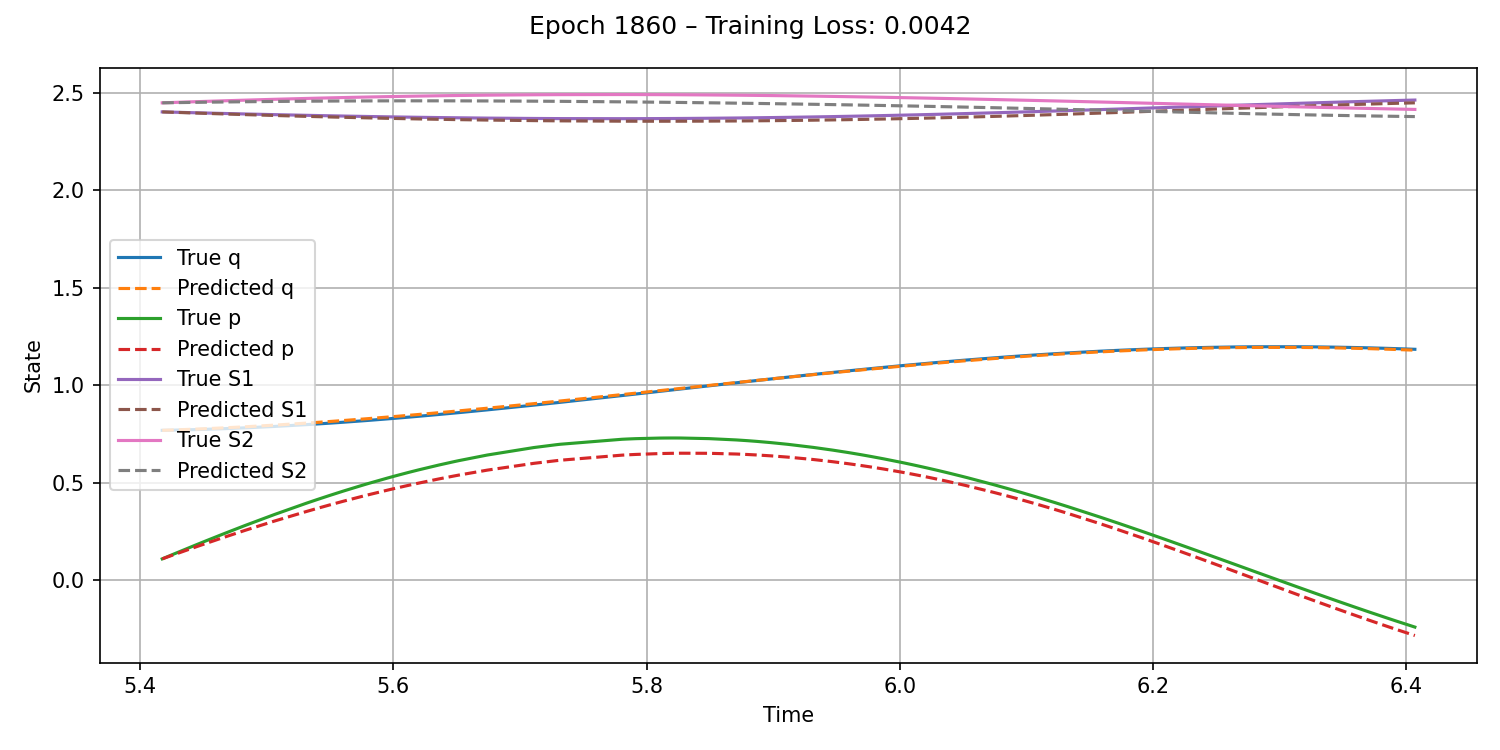 Epoch 1860 – Training Loss: 0.0042
2.5
2.0
1.5
1.0
0.5
0.0
State
True q
Predicted q
True p
Predicted p
True S1
Predicted S1
True S2
Predicted S2
5.4 5.6 5.8 6.0 6.2 6.4
Time